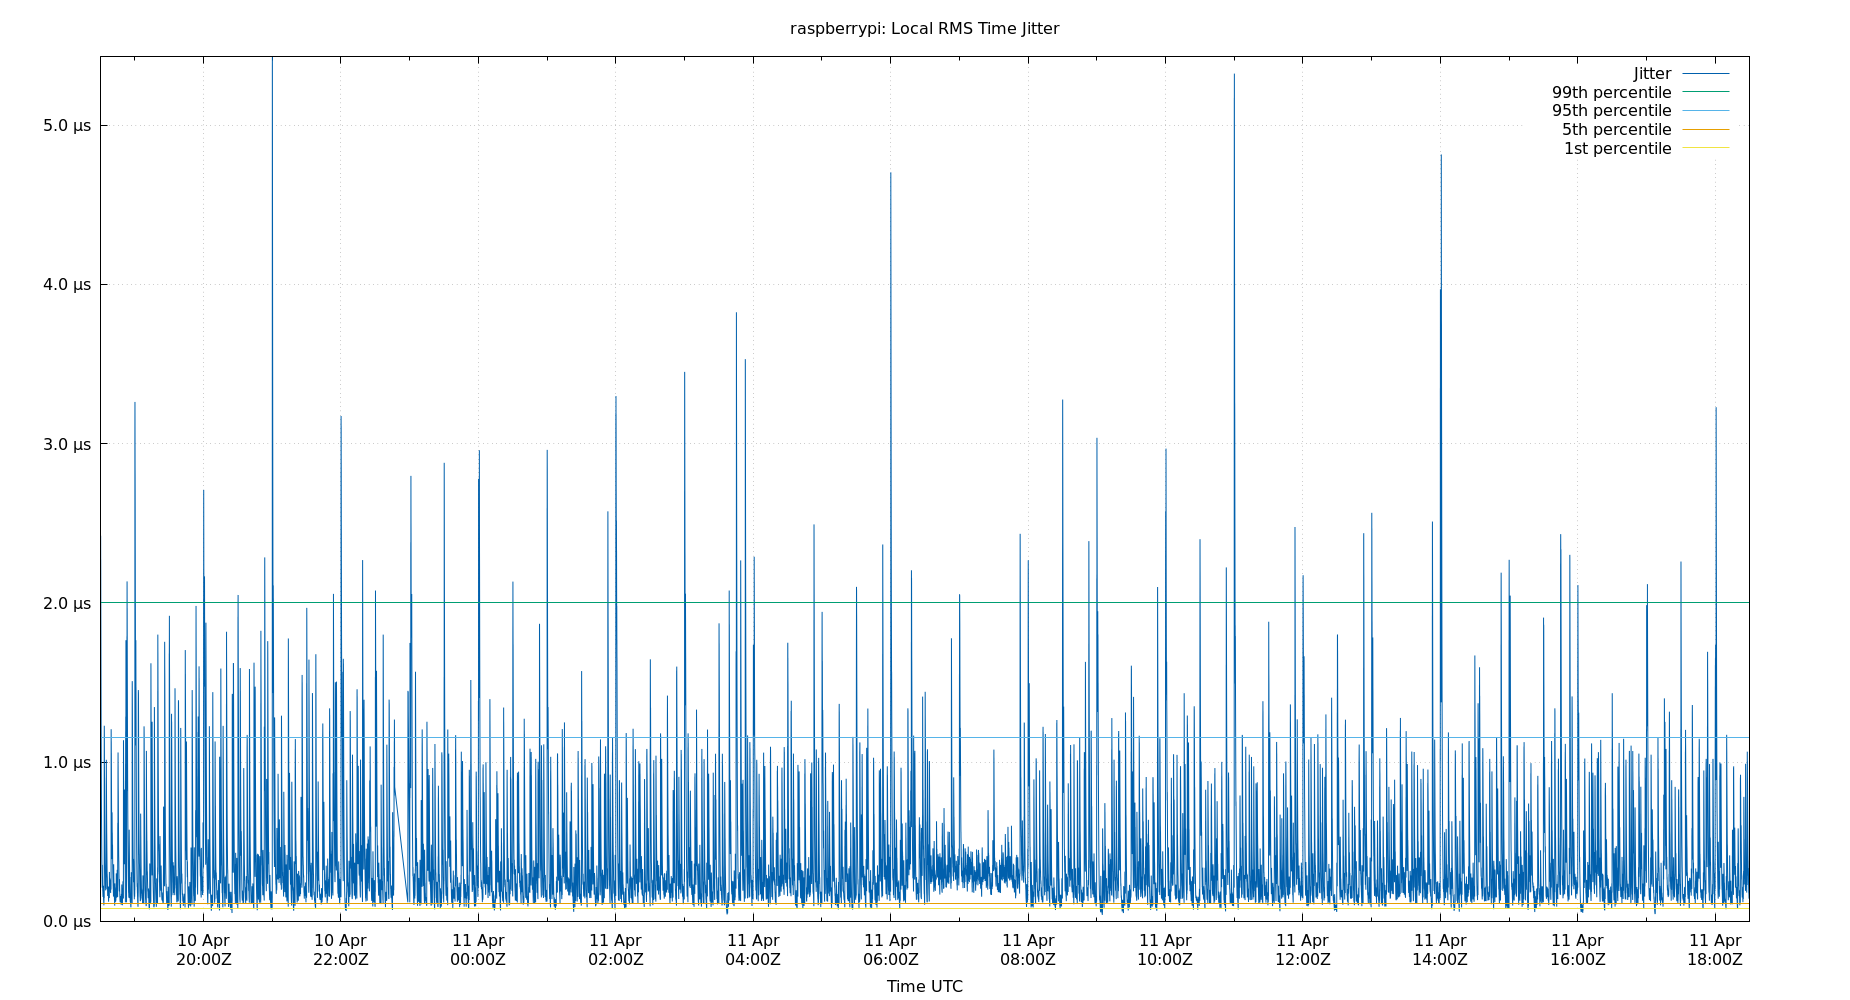 raspberrypi: Local RMS Time Jitter
Jitter
99th percentile
95th percentile
5th percentile
1st percentile
5.0 µs
4.0 µs
3.0 µs
2.0 µs
1.0 µs
0.0 µs
10 Apr 10 Apr 11 Apr 11 Apr 11 Apr 11 Apr 11 Apr 11 Apr 11 Apr 11 Apr 11 Apr 11 Apr
20:00Z 22:00Z 00:00Z 02:00Z 04:00Z 06:00Z 08:00Z 10:00Z 12:00Z 14:00Z 16:00Z 18:00Z
Time UTC